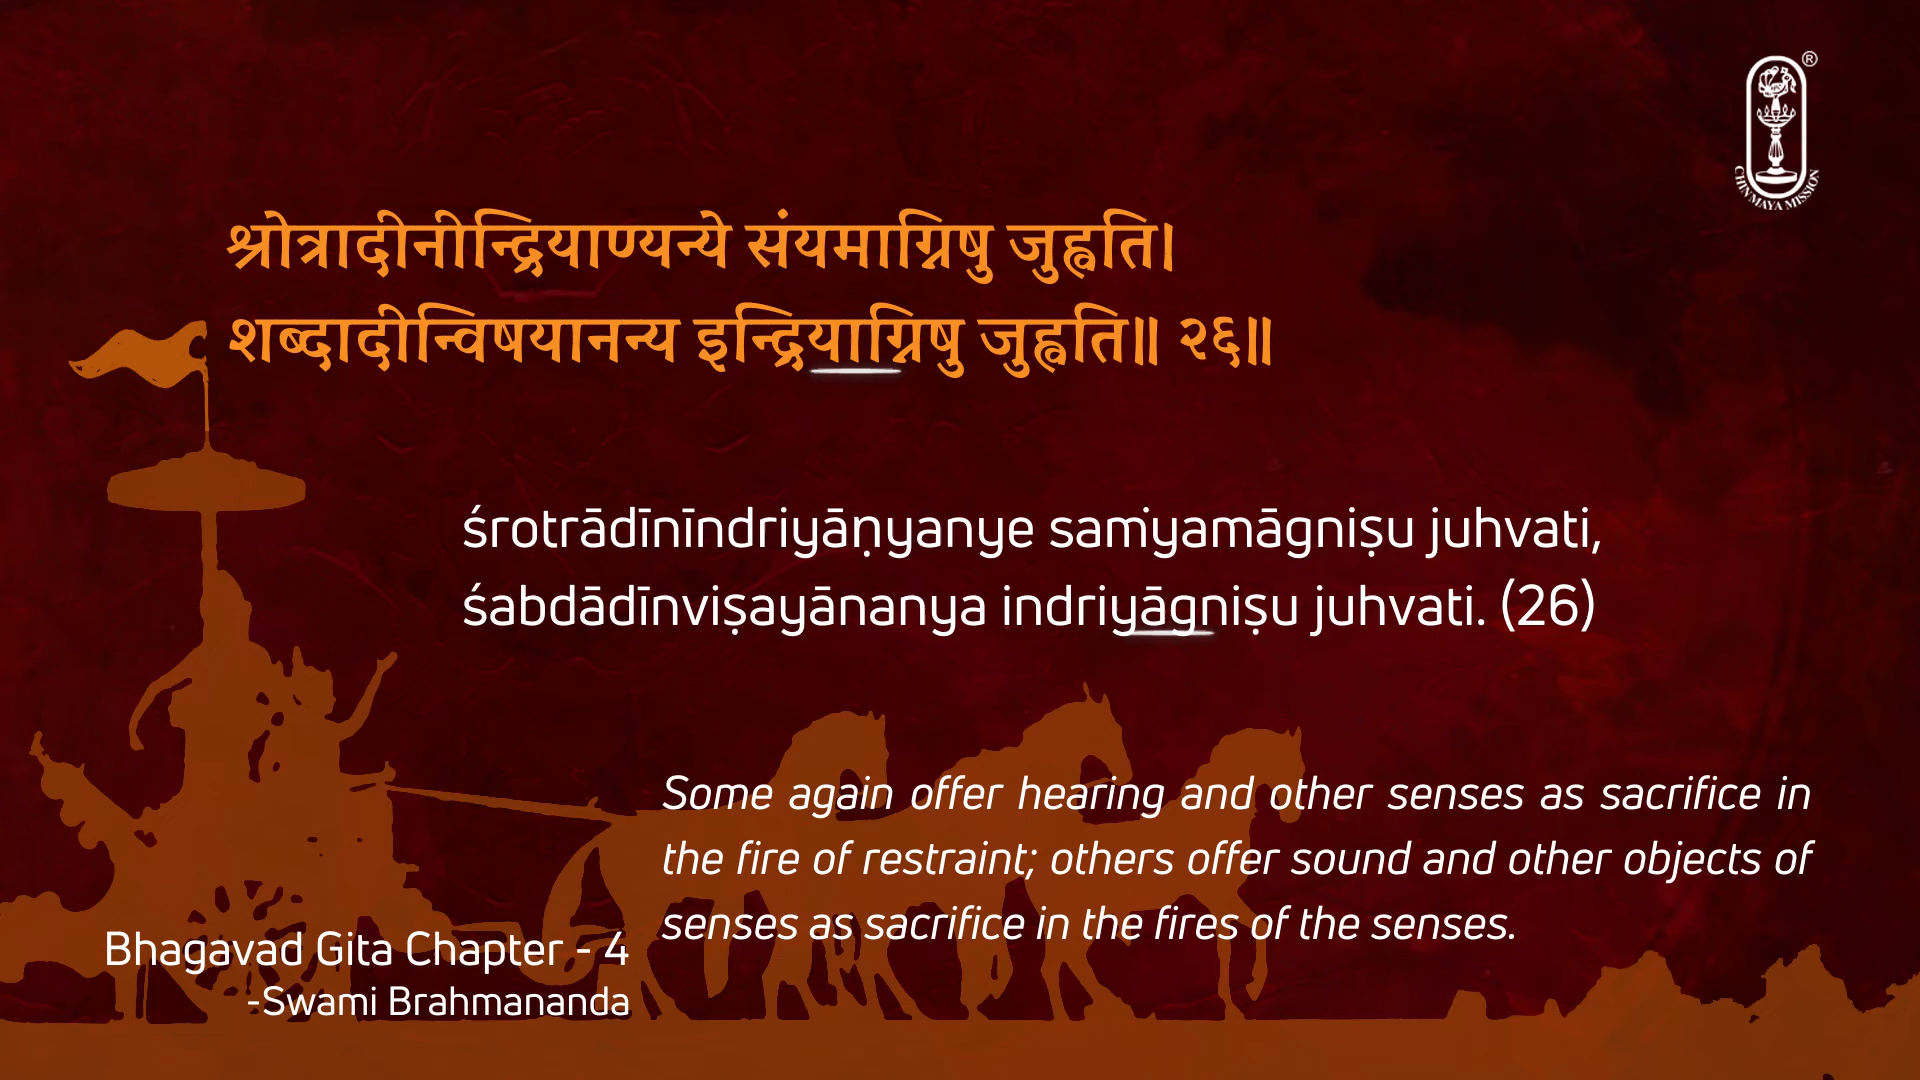 ®
CHINMAYA MISSION
श्रोत्रादीनीन्द्रियाण्यन्ये संयमाग्निषु जुह्वति।
शब्दादीन्विषयानन्य इन्द्रियाग्निषु जुह्वति॥ २६॥
śrotrādīnīndriyāṇyanye saṁyamāgniṣu juhvati,
śabdādīnviṣayānanya indriyāgniṣu juhvati. (26)
Some again offer hearing and other senses as sacrifice in
the fire of restraint; others offer sound and other objects of
senses as sacrifice in the fires of the senses.
Bhagavad Gita Chapter - 4
-Swami Brahmananda